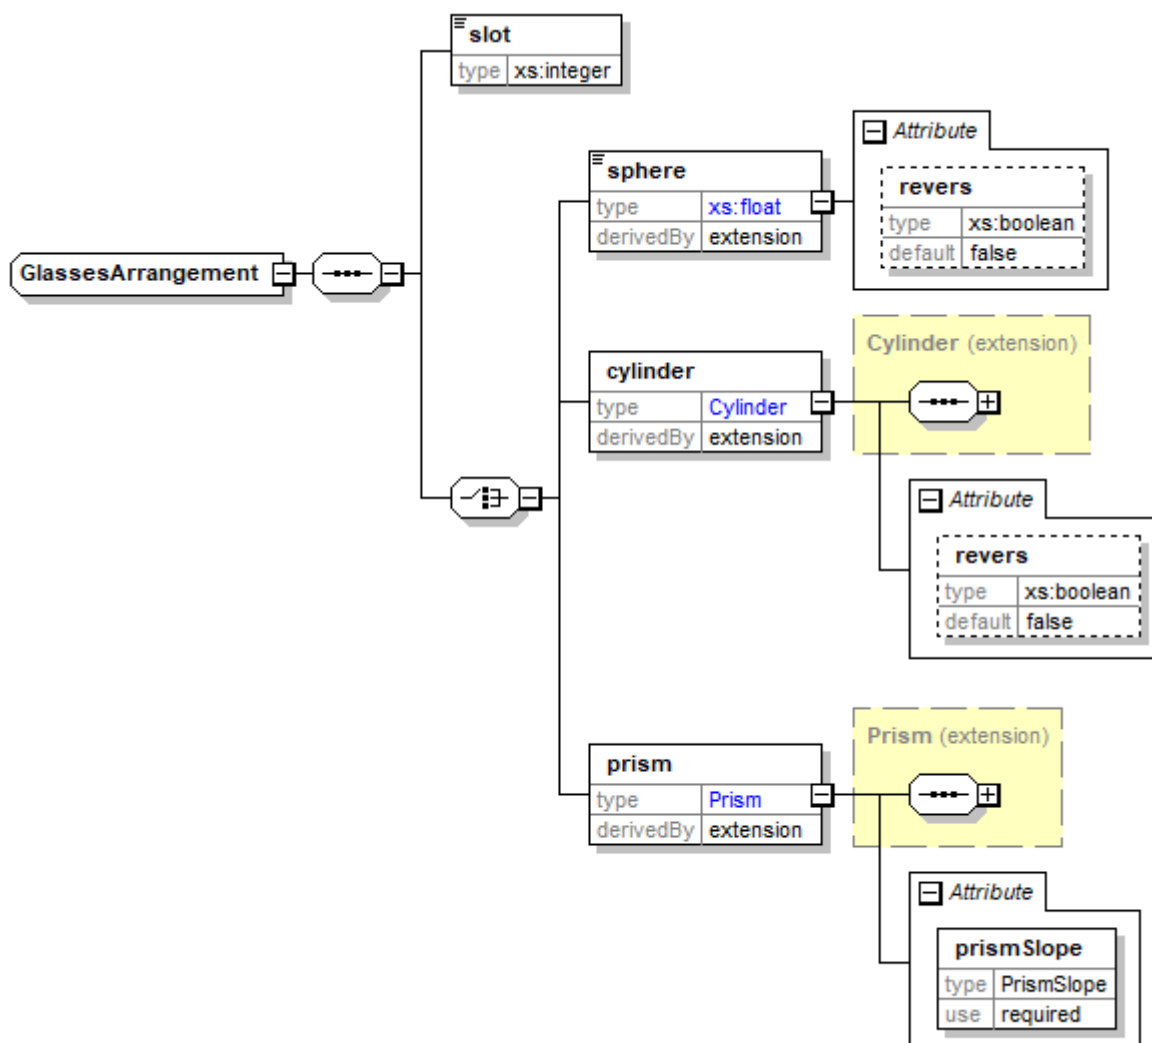 slot
type xs:integer
Attribute
sphere
revers
type xs:float
type xs:boolean
derivedBy extension
default false
GlassesArrangement
Cylinder (extension)
cylinder
type Cylinder
derivedBy extension
Attribute
revers
type xs:boolean
default false
Prism (extension)
prism
type Prism
derivedBy extension
Attribute
prismSlope
type PrismSlope
use required